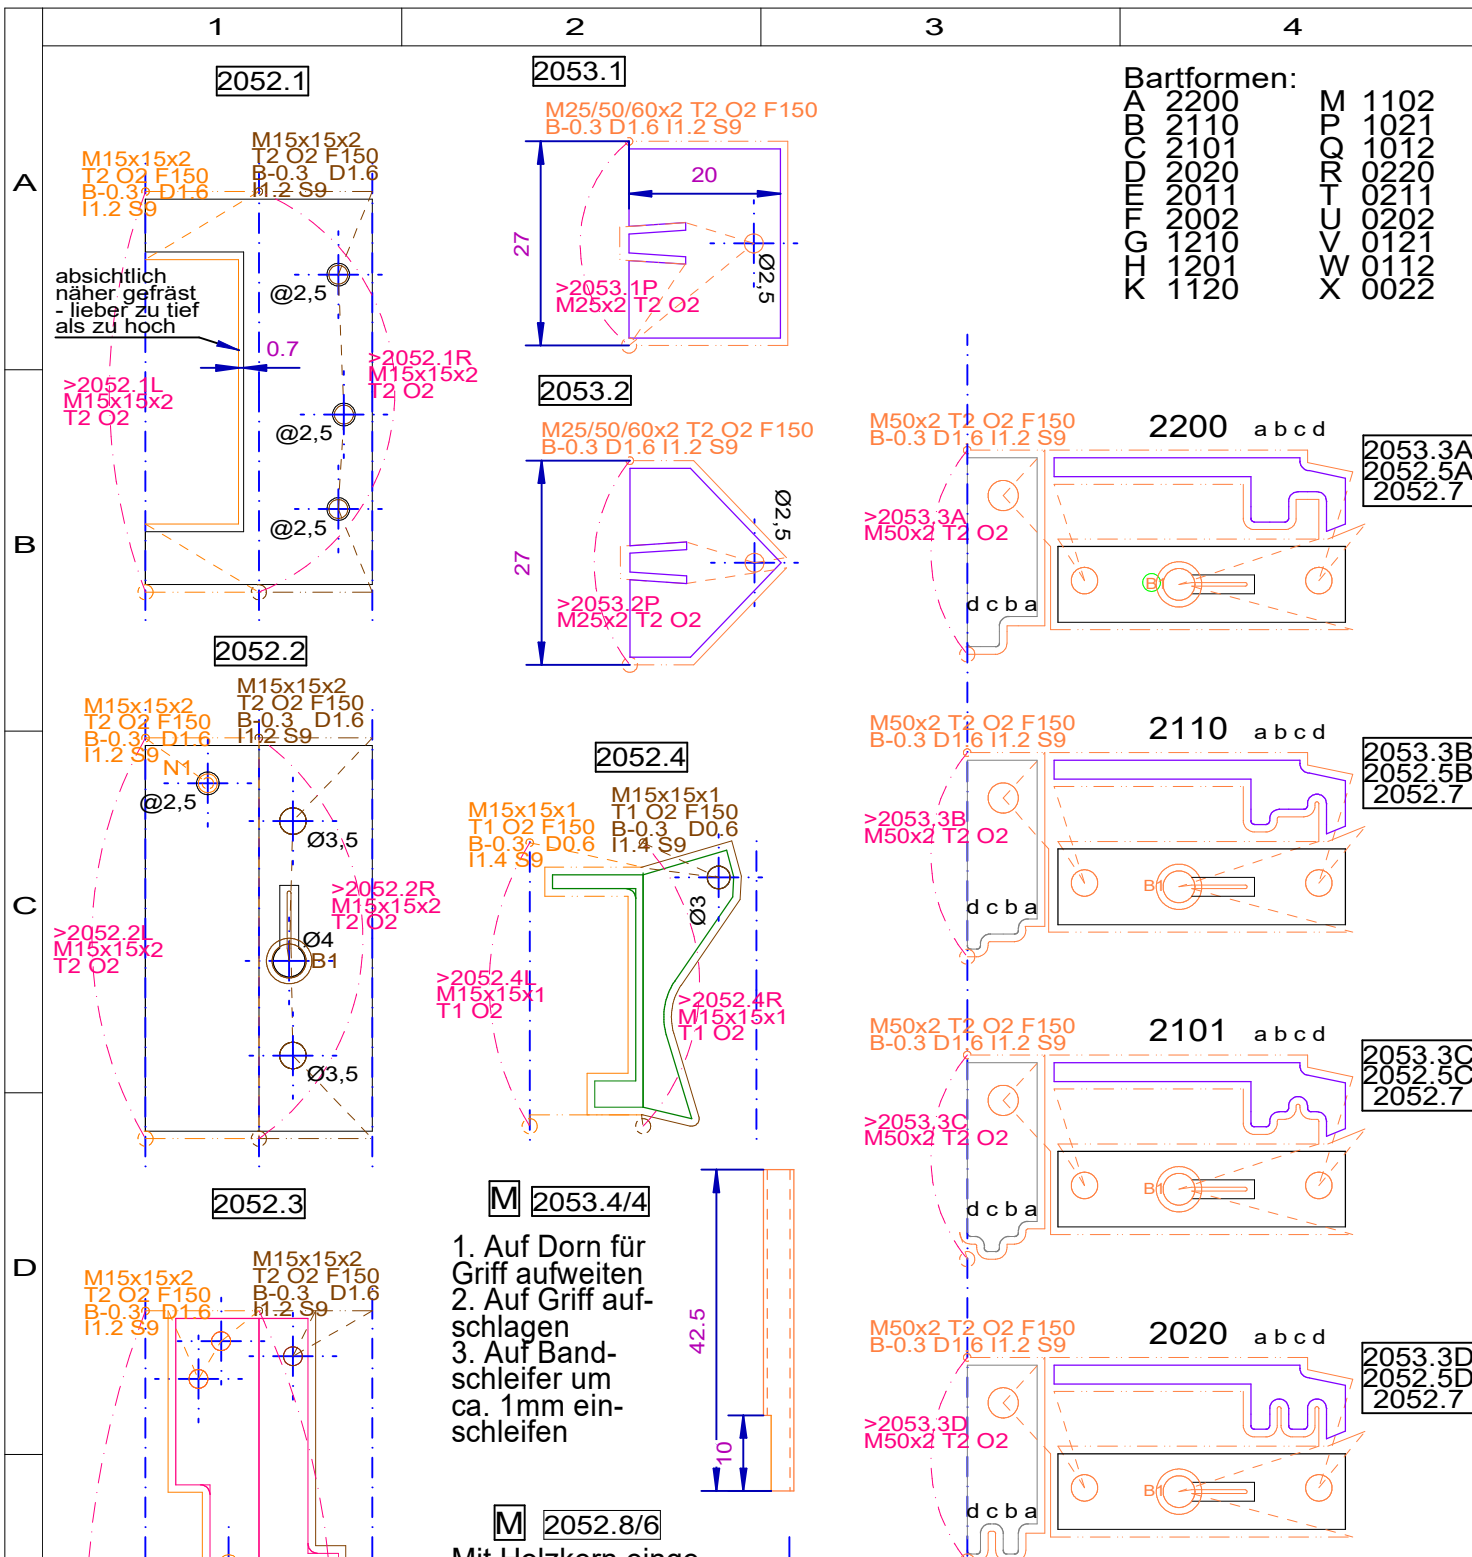 1
2
3
4
A
B
C
D
2052.1
M15x15x2
T2 O2 F150
B-0.3 D1.6
I1.2 S9
M15x15x2
T2 O2 F150
B-0.3 D1.6
I1.2 S9
absichtlich
näher gefräst
- lieber zu tief
als zu hoch
0.7
@2,5
@2,5
@2,5
>2052.1L
M15x15x2
T2 O2
>2052.1R
M15x15x2
T2 O2
2052.2
M15x15x2
T2 O2 F150
B-0.3 D1.6
I1.2 S9
M15x15x2
T2 O2 F150
B-0.3 D1.6
I1.2 S9
N1
@2,5
Ø3,5
>2052.2R
M15x15x2
T2 O2
>2052.2L
M15x15x2
T2 O2
Ø4
B1
Ø3,5
2052.3
M15x15x2
T2 O2 F150
B-0.3 D1.6
I1.2 S9
M15x15x2
T2 O2 F150
B-0.3 D1.6
I1.2 S9
2053.1
M25/50/60x2 T2 O2 F150
B-0.3 D1.6 I1.2 S9
20
27
Ø2,5
>2053.1P
M25x2 T2 O2
2053.2
M25/50/60x2 T2 O2 F150
B-0.3 D1.6 I1.2 S9
27
Ø2,5
>2053.2P
M25x2 T2 O2
2052.4
M15x15x1
T1 O2 F150
B-0.3 D0.6
I1.4 S9
M15x15x1
T1 O2 F150
B-0.3 D0.6
I1.4 S9
Ø3
>2052.4L
M15x15x1
T1 O2
>2052.4R
M15x15x1
T1 O2
M 2053.4/4
1. Auf Dorn für
Griff aufweiten
2. Auf Griff auf-
schlagen
3. Auf Band-
schleifer um
ca. 1mm ein-
schleifen
42.5
10
M 2052.8/6
Mit Holzkern einge
Bartformen:
A 2200 M 1102
B 2110 P 1021
C 2101 Q 1012
D 2020 R 0220
E 2011 T 0211
F 2002 U 0202
G 1210 V 0121
H 1201 W 0112
K 1120 X 0022
M50x2 T2 O2 F150
B-0.3 D1.6 I1.2 S9
2200 a b c d
2053.3A
2052.5A
2052.7
>2053.3A
M50x2 T2 O2
B1
d c b a
M50x2 T2 O2 F150
B-0.3 D1.6 I1.2 S9
2110 a b c d
2053.3B
2052.5B
2052.7
>2053.3B
M50x2 T2 O2
B1
d c b a
M50x2 T2 O2 F150
B-0.3 D1.6 I1.2 S9
2101 a b c d
2053.3C
2052.5C
2052.7
>2053.3C
M50x2 T2 O2
B1
d c b a
M50x2 T2 O2 F150
B-0.3 D1.6 I1.2 S9
2020 a b c d
2053.3D
2052.5D
2052.7
>2053.3D
M50x2 T2 O2
B1
d c b a